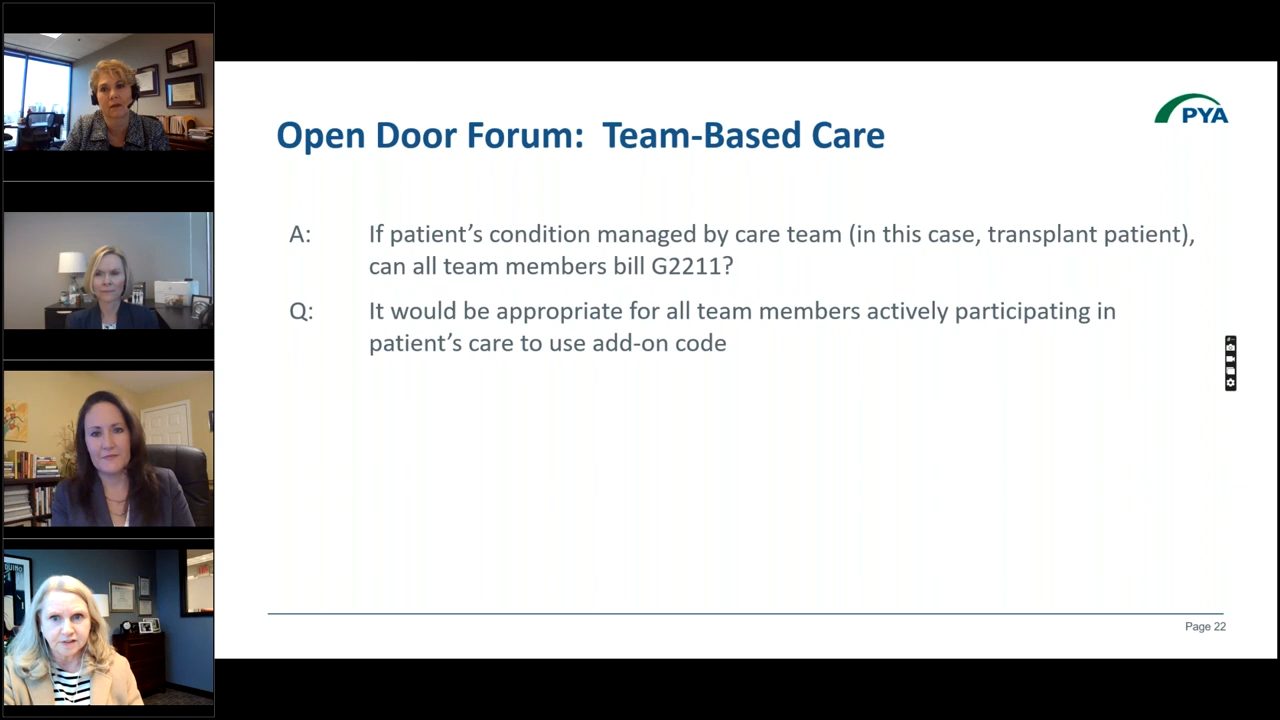 PYA
Open Door Forum: Team-Based Care
A: If patient's condition managed by care team (in this case, transplant patient),
can all team members bill G2211?
Q: It would be appropriate for all team members actively participating in
patient's care to use add-on code
Page 22